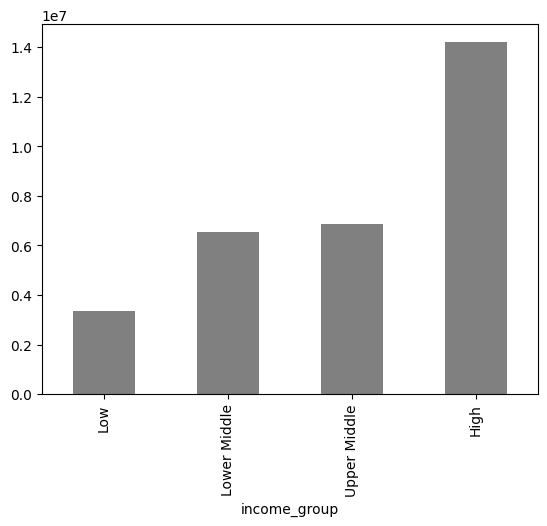 1e7
1.4
1.2
1.0
0.8
0.6
0.4
0.2
0.0
Low
Lower Middle
Upper Middle
High
income_group